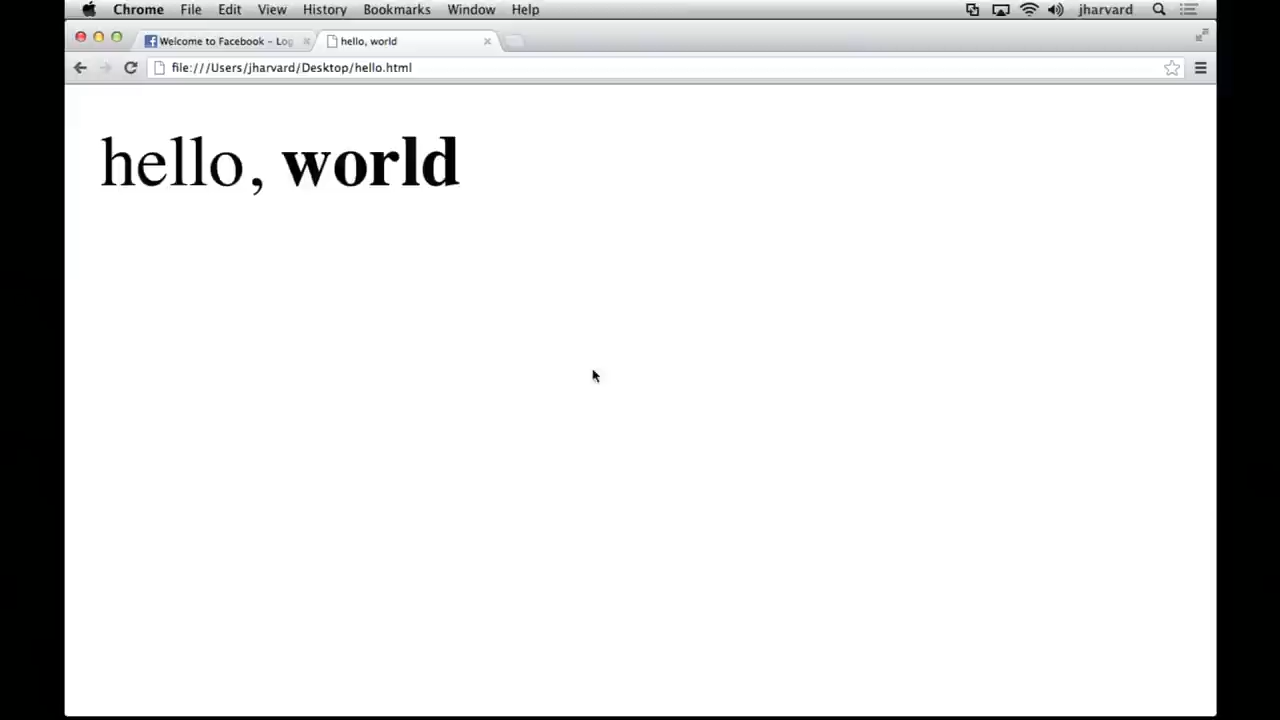 Chrome File Edit View History Bookmarks Window Help jharvard
Welcome to Facebook - Log hello, world
file:///Users/jharvard/Desktop/hello.html
hello, world